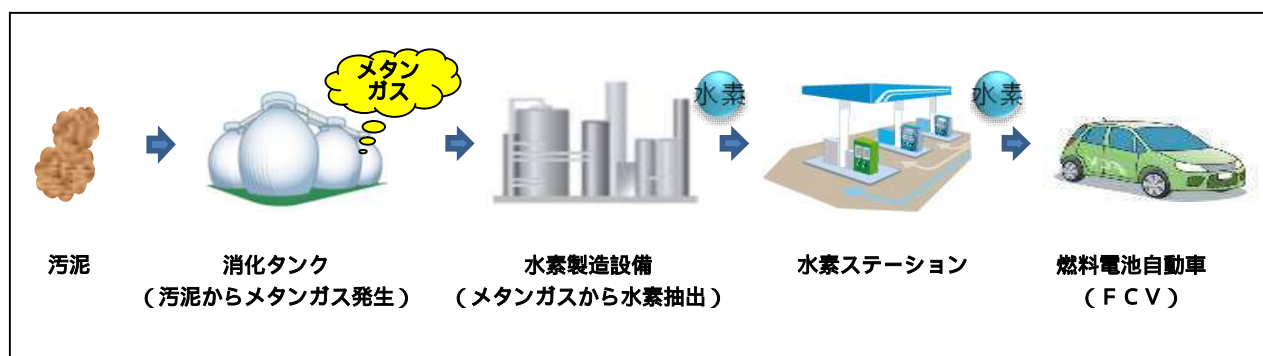 メタン
ガス
水素
水素
汚泥
消化タンク
(汚泥からメタンガス発生)
水素製造設備
(メタンガスから水素抽出)
水素ステーション
燃料電池自動車
(FCV)